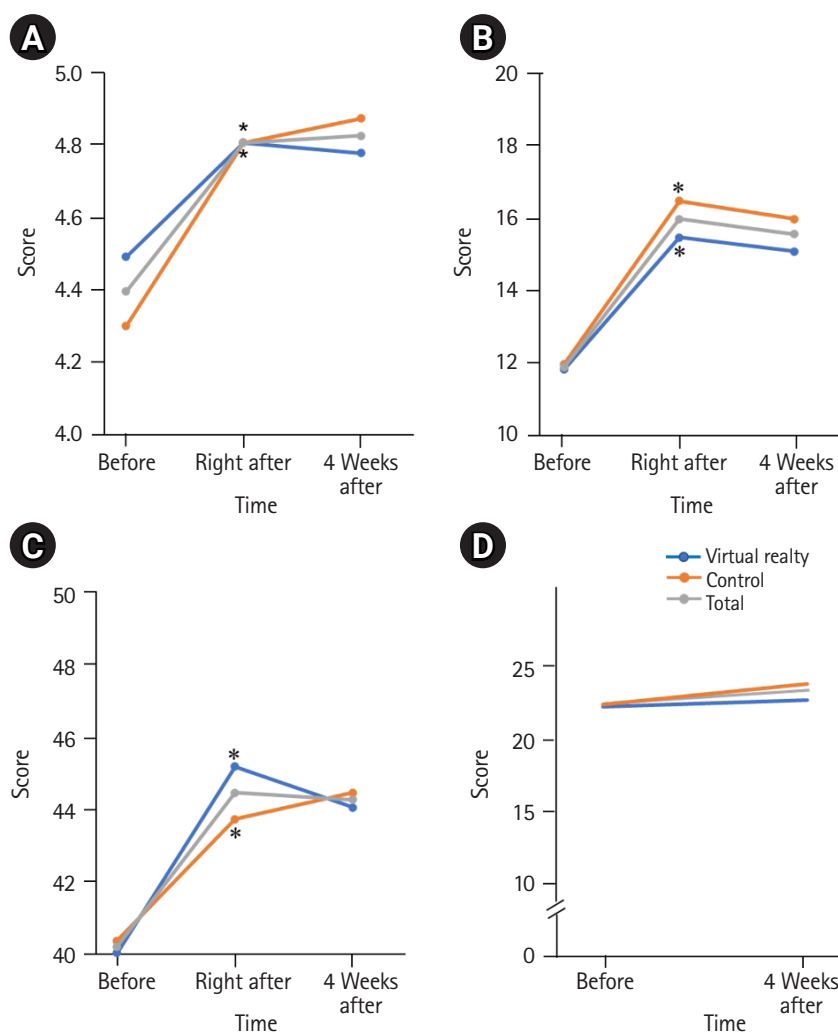 A
5.0
4.8
4.6
4.4
4.2
4.0
Score
*
*
Before
Right after
4 Weeks
after
Time
B
20
18
16
14
12
10
Score
*
*
Before
Right after
4 Weeks
after
Time
C
50
48
46
44
42
40
Score
*
*
Before
Right after
4 Weeks
after
Time
D
Virtual realty
Control
Total
25
20
15
10
0
Score
Before
4 Weeks
after
Time